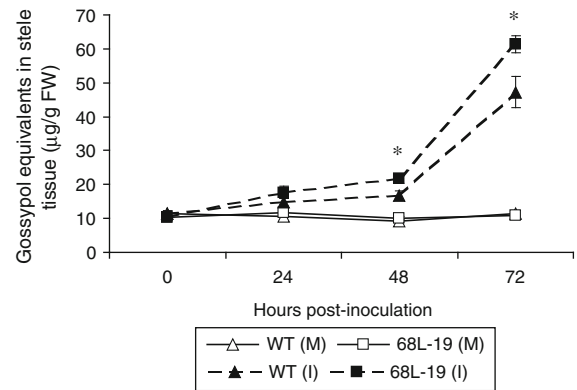 Gossypol equivalents in stele
tissue (µg/g FW)
70
60
50
40
30
20
10
0
*
*
0 24 48 72
Hours post-inoculation
WT (M) 68L-19 (M)
WT (I) 68L-19 (I)